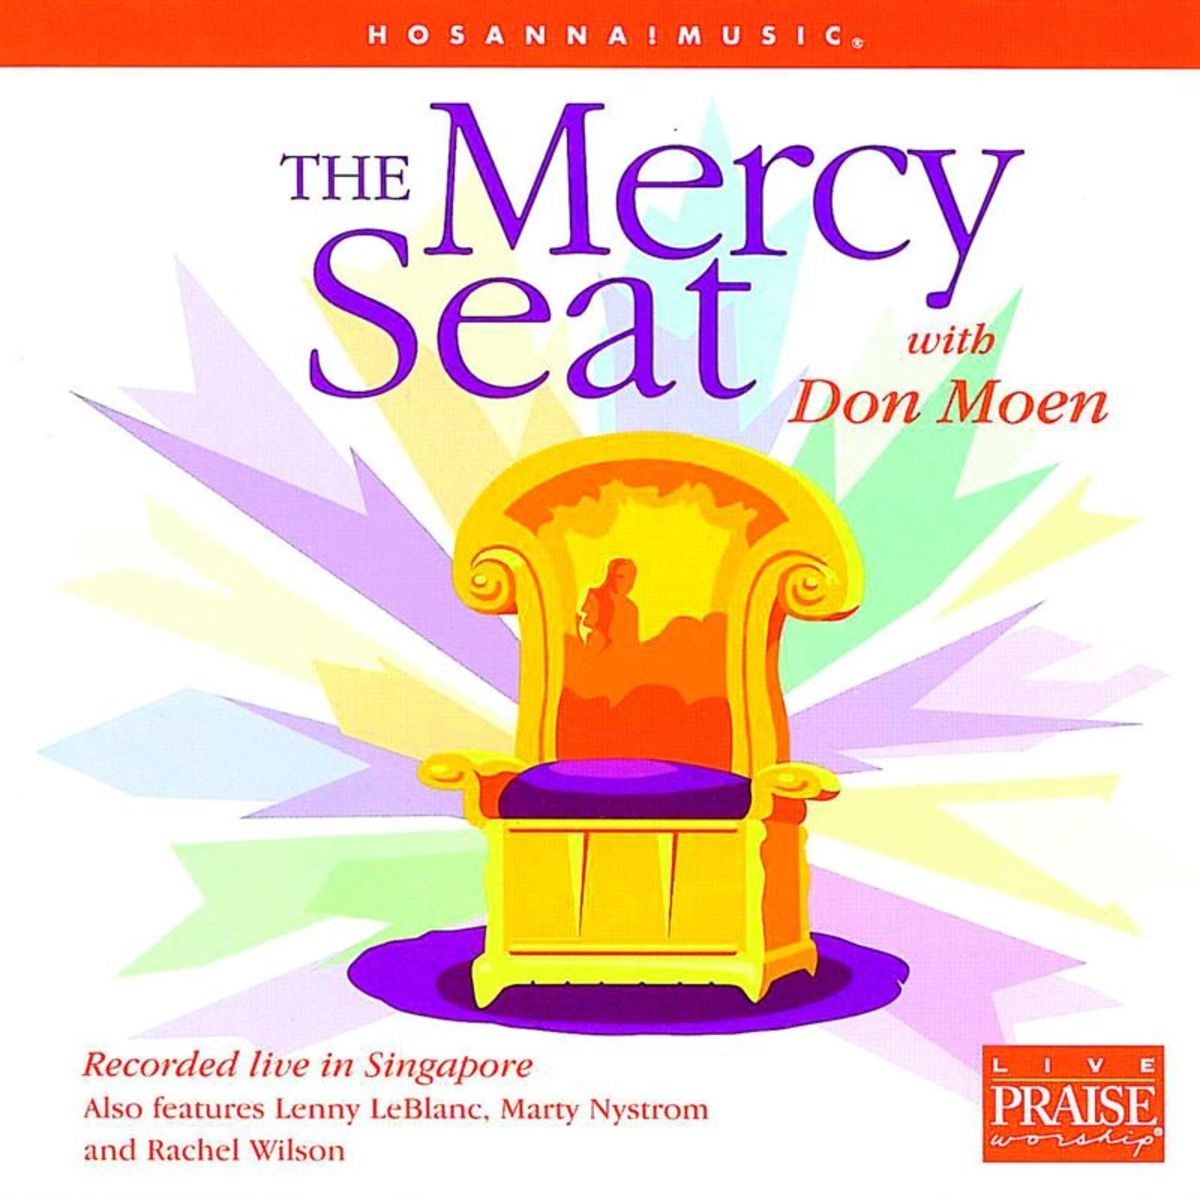 HOSANNA! MUSIC®
THE Mercy
Seat
with
Don Moen
Recorded live in Singapore
Also features Lenny LeBlanc, Marty Nystrom
and Rachel Wilson
LIVE
PRAISE
worship®